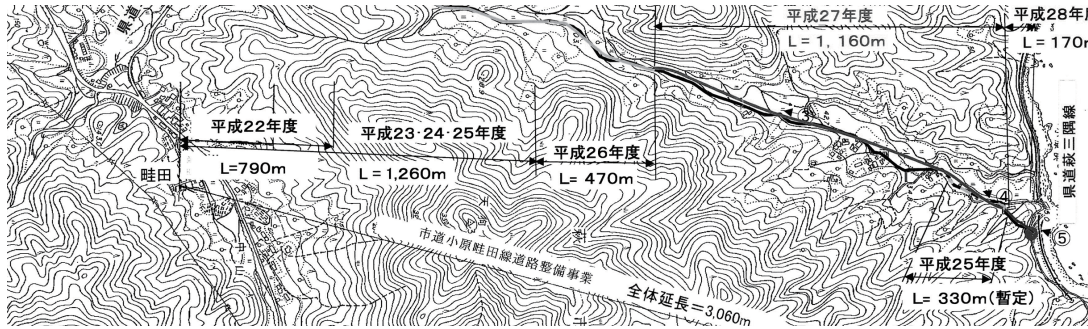 平成27年度
平成28年
L=1,160m
L=170m
県道
①
平成22年度
平成23·24·25年度
平成26年度
L=790m
L=1,260m
L= 470m
畦田
③
④
⑤
県道萩三隅線
市道小原畦田線道路整備事業
全体延長=3,060m
平成25年度
L= 330m(暫定)